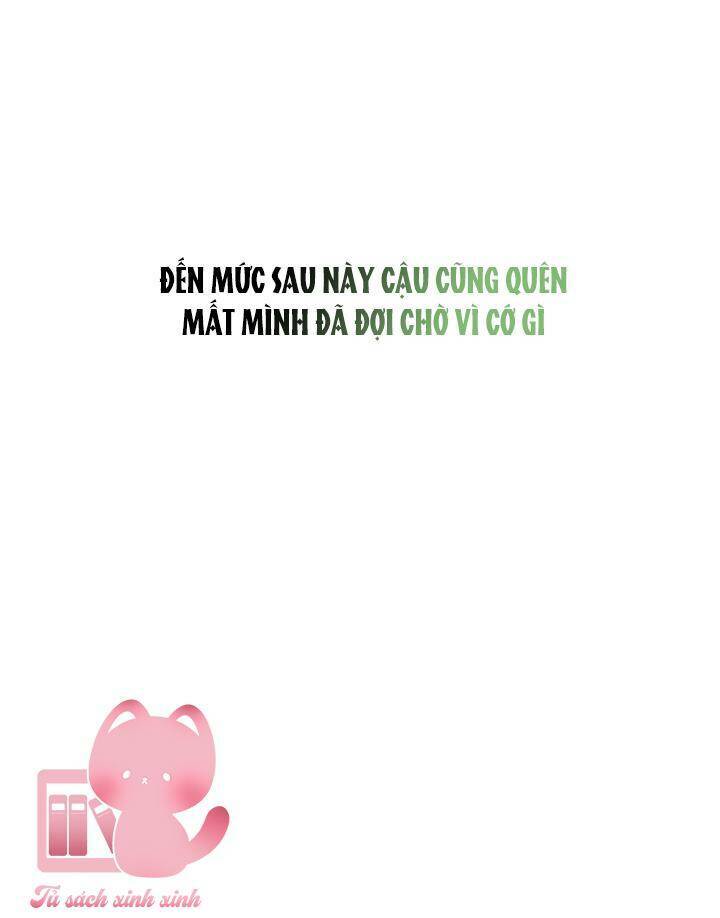 ĐẾN MỨC SAU NÀY CẬU CŨNG QUÊN
MẤT MÌNH ĐÃ ĐỢI CHỜ VÌ CỚ GÌ
Tủ sách xinh xinh